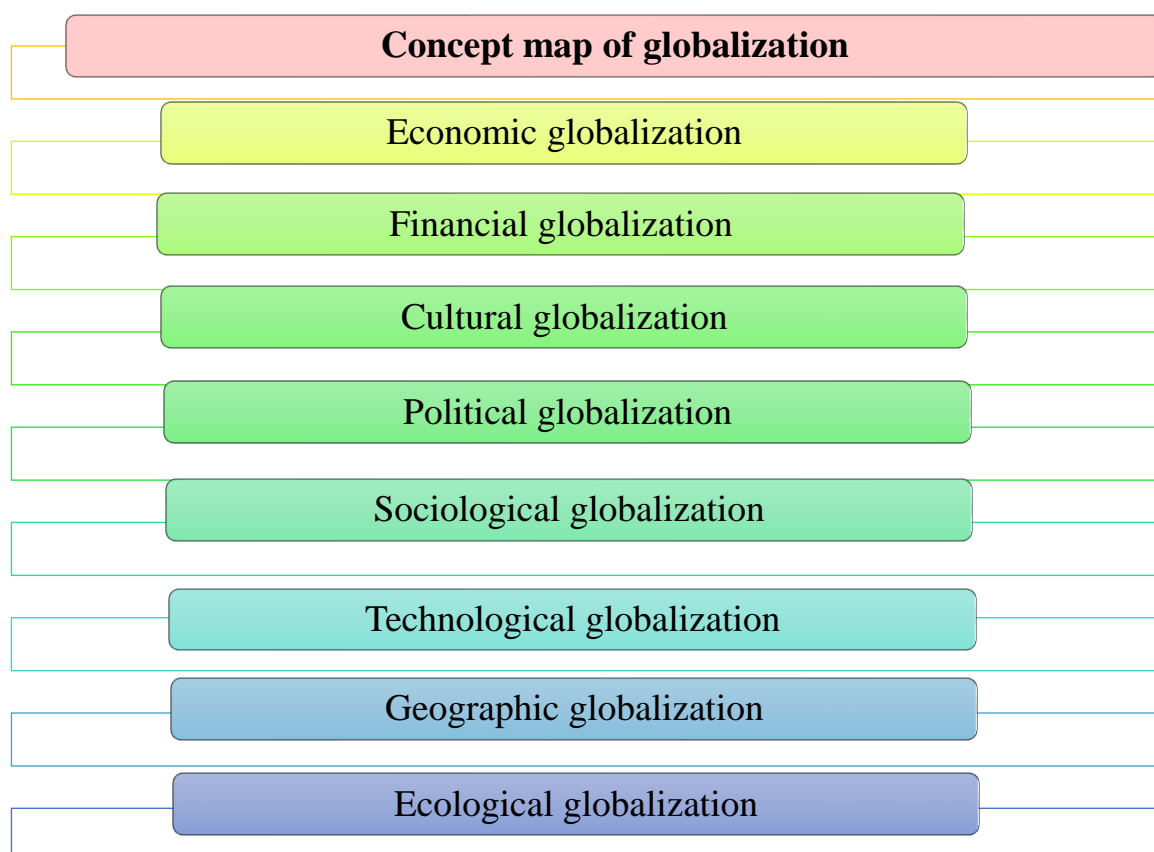 Concept map of globalization
Economic globalization
Financial globalization
Cultural globalization
Political globalization
Sociological globalization
Technological globalization
Geographic globalization
Ecological globalization